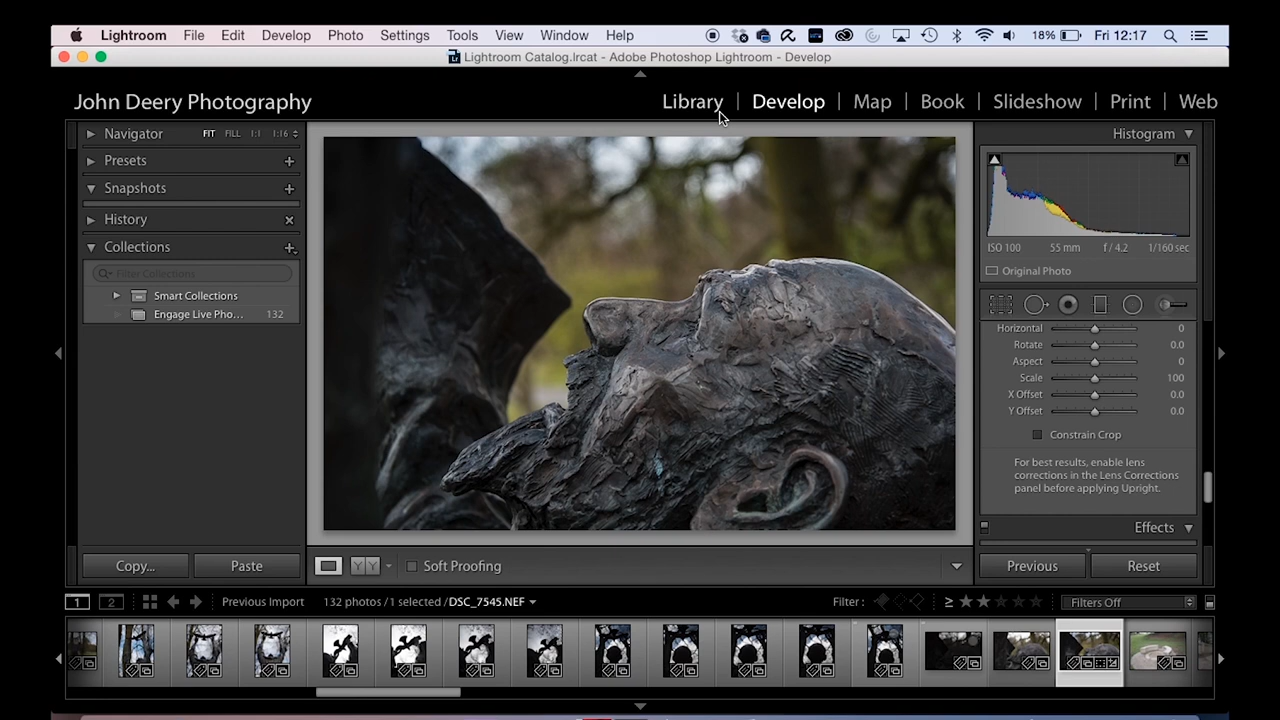 Lightroom File Edit Develop Photo Settings Tools View Window Help 18% Fri 12:17
Lightroom Catalog.lrcat - Adobe Photoshop Lightroom - Develop
John Deery Photography Library Develop Map Book Slideshow Print Web
Navigator FIT FILL 1:1 1:16
Presets
Snapshots
History
Collections
Filter Collections
Smart Collections
Engage Live Pho... 132
Copy... Paste
Histogram
ISO 100 55 mm f / 4.2 1/160 sec
Original Photo
Horizontal 0
Rotate 0.0
Aspect 0
Scale 100
X Offset 0.0
Y Offset 0.0
Constrain Crop
For best results, enable lens
corrections in the Lens Corrections
panel before applying Upright.
Effects
Y Y Soft Proofing
Previous Reset
1 2 Previous Import 132 photos / 1 selected / DSC_7545.NEF Filter : ≥ Filters Off